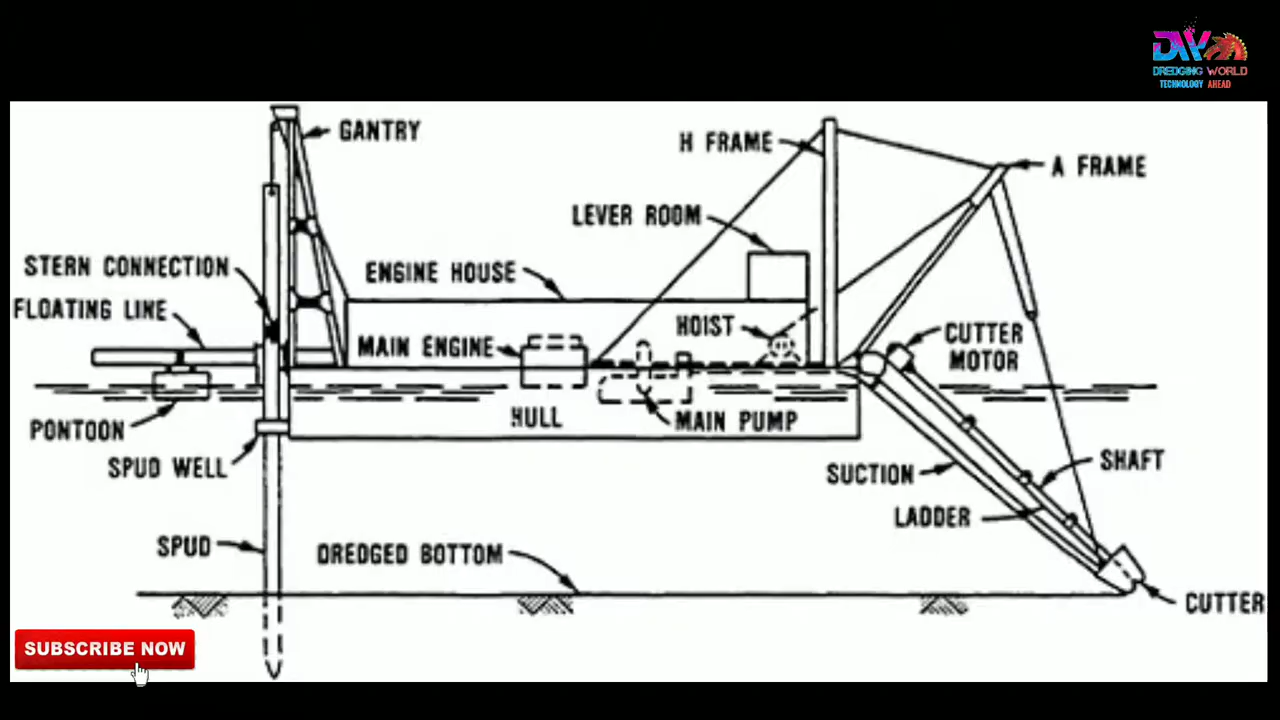 DW
DREDGING WORLD
TECHNOLOGY AHEAD
GANTRY
H FRAME
A FRAME
LEVER ROOM
STERN CONNECTION
ENGINE HOUSE
FLOATING LINE
HOIST
CUTTER
MOTOR
MAIN ENGINE
HULL
MAIN PUMP
PONTOON
SPUD WELL
SUCTION
SHAFT
LADDER
SPUD
DREDGED BOTTOM
CUTTER
SUBSCRIBE NOW